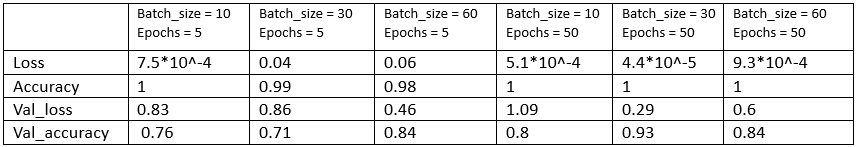 Batch_size = 10 Batch_size = 30 Batch_size = 60 Batch_size = 10 Batch_size = 30 Batch_size = 60
Epochs = 5 Epochs = 5 Epochs = 5 Epochs = 50 Epochs = 50 Epochs = 50
Loss 7.5*10^-4 0.04 0.06 5.1*10^-4 4.4*10^-5 9.3*10^-4
Accuracy 1 0.99 0.98 1 1 1
Val_loss 0.83 0.86 0.46 1.09 0.29 0.6
Val_accuracy 0.76 0.71 0.84 0.8 0.93 0.84